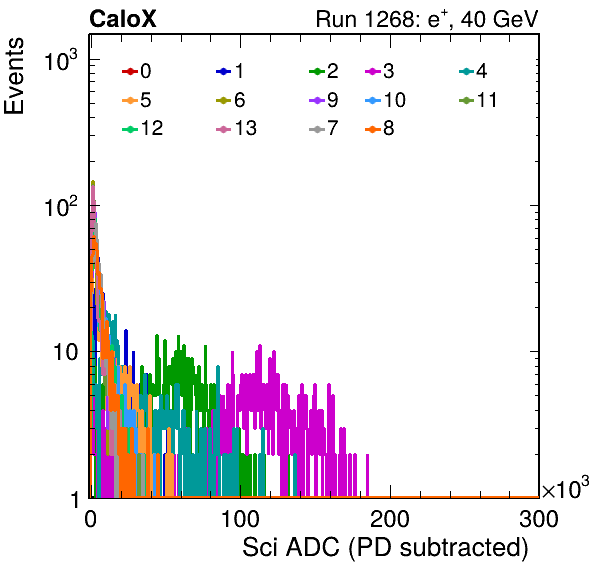 CaloX Run 1268: e⁺, 40 GeV
Events
10³
10²
10
1
0 1 2 3 4
5 6 9 10 11
12 13 7 8
0 100 200 300
×10³
Sci ADC (PD subtracted)